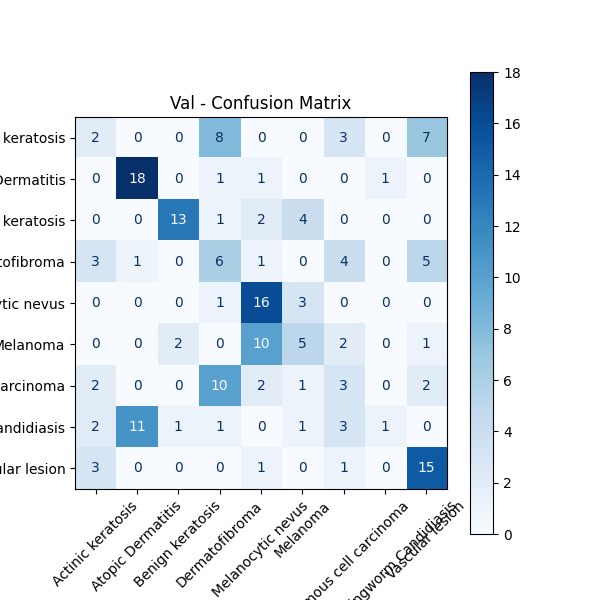 Val - Confusion Matrix
keratosis 2 0 0 8 0 0 3 0 7
Dermatitis 0 18 0 1 1 0 0 1 0
keratosis 0 0 13 1 2 4 0 0 0
tofibroma 3 1 0 6 1 0 4 0 5
tic nevus 0 0 0 1 16 3 0 0 0
Melanoma 0 0 2 0 10 5 2 0 1
arcinoma 2 0 0 10 2 1 3 0 2
andidiasis 2 11 1 1 0 1 3 1 0
ular lesion 3 0 0 0 1 0 1 0 15
Actinic keratosis
Atopic Dermatitis
Benign keratosis
Dermatofibroma
Melanocytic nevus
Melanoma
mous cell carcinoma
ngworm Candidiasis
Vascular lesion
18
16
14
12
10
8
6
4
2
0